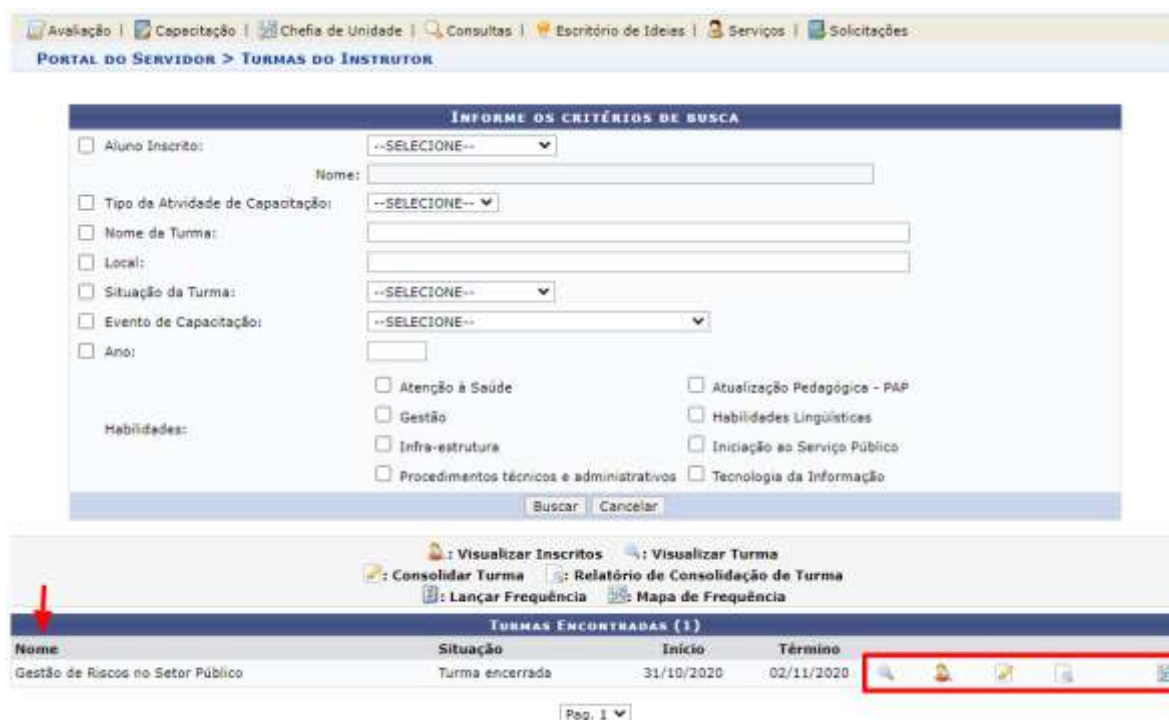 Avaliação | Capacitação | Chefia de Unidade | Consultas | Escritório de Ideias | Serviços | Solicitações
PORTAL DO SERVIDOR > TURMAS DO INSTRUTOR
INFORME OS CRITÉRIOS DE BUSCA
Aluno Inscrito: --SELECIONE--
Nome:
Tipo da Atividade de Capacitação: --SELECIONE--
Nome da Turma:
Local:
Situação da Turma: --SELECIONE--
Evento de Capacitação: --SELECIONE--
Ano:
Habilidades:
Atenção à Saúde Atualização Pedagógica - PAP
Gestão Habilidades Lingüísticas
Infra-estrutura Iniciação ao Serviço Público
Procedimentos técnicos e administrativos Tecnologia da Informação
Buscar Cancelar
: Visualizar Inscritos : Visualizar Turma
: Consolidar Turma : Relatório de Consolidação de Turma
: Lançar Frequência : Mapa de Frequência
TURMAS ENCONTRADAS (1)
Nome Situação Início Término
Gestão de Riscos no Setor Público Turma encerrada 31/10/2020 02/11/2020
Pag. 1